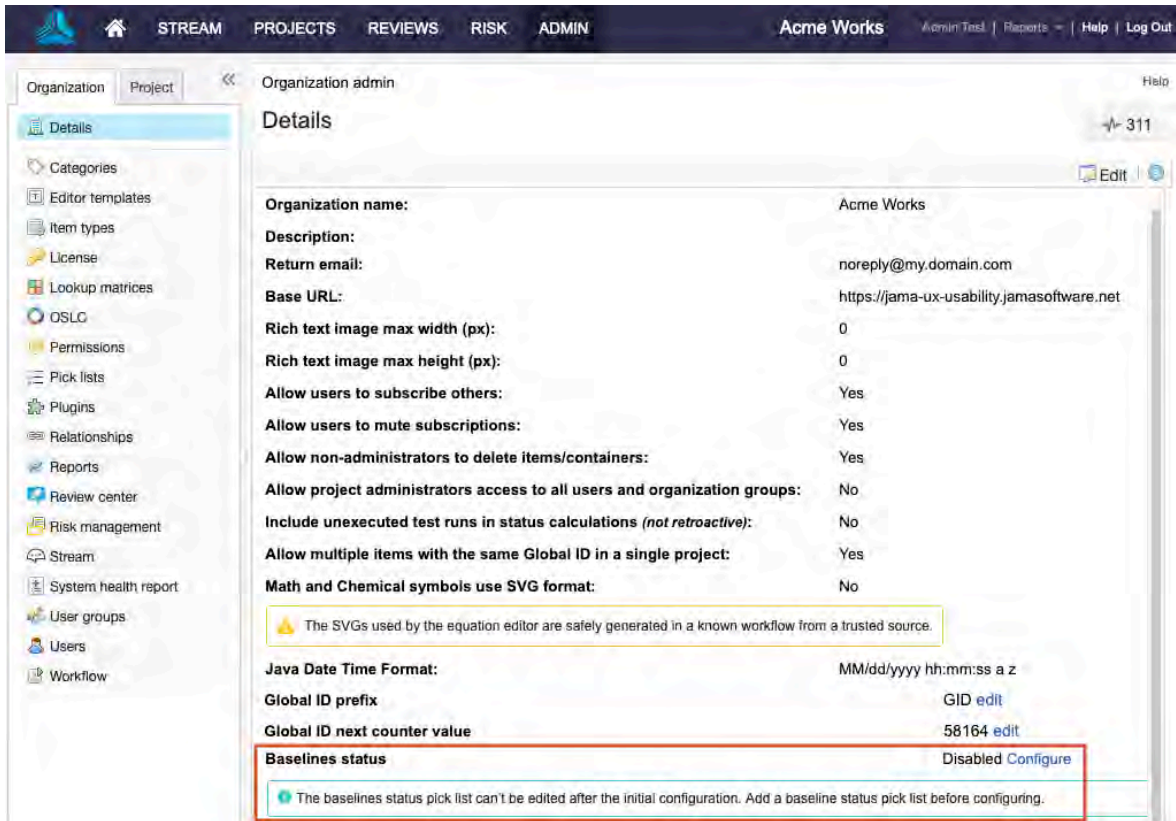 STREAM PROJECTS REVIEWS RISK ADMIN Acme Works Admin Test | Reports | Help | Log Out
Organization Project « Organization admin Help
Details
311
Edit
Details
Categories
Editor templates
Item types
License
Lookup matrices
OSLC
Permissions
Pick lists
Plugins
Relationships
Reports
Review center
Risk management
Stream
System health report
User groups
Users
Workflow
Organization name: Acme Works
Description:
Return email: noreply@my.domain.com
Base URL: https://jama-ux-usability.jamasoftware.net
Rich text image max width (px): 0
Rich text image max height (px): 0
Allow users to subscribe others: Yes
Allow users to mute subscriptions: Yes
Allow non-administrators to delete items/containers: Yes
Allow project administrators access to all users and organization groups: No
Include unexecuted test runs in status calculations (not retroactive): No
Allow multiple items with the same Global ID in a single project: Yes
Math and Chemical symbols use SVG format: No
The SVGs used by the equation editor are safely generated in a known workflow from a trusted source.
Java Date Time Format: MM/dd/yyyy hh:mm:ss a z
Global ID prefix GID edit
Global ID next counter value 58164 edit
Baselines status Disabled Configure
The baselines status pick list can't be edited after the initial configuration. Add a baseline status pick list before configuring.